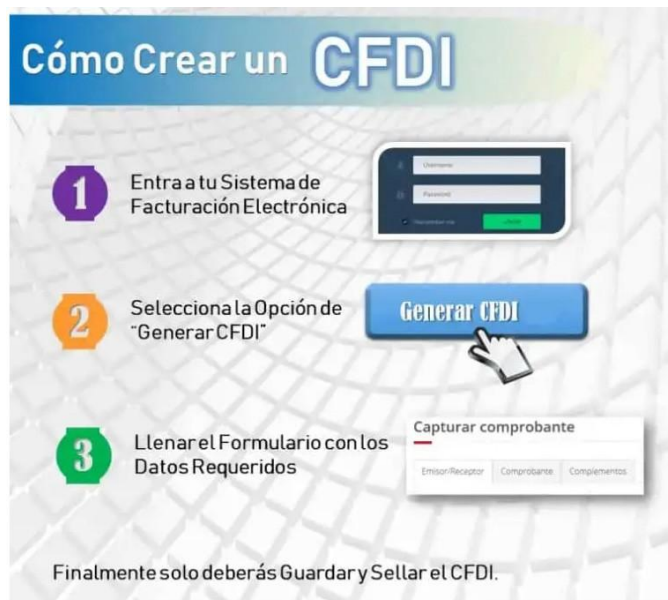 Cómo Crear un CFDI
1
Entra a tu Sistema de
Facturación Electrónica
Username
Password
2
Selecciona la Opción de
“Generar CFDI”
Generar CFDI
3
Llenar el Formulario con los
Datos Requeridos
Capturar comprobante
Emisor/Receptor
Comprobante
Complementos
Finalmente solo deberás Guardar y Sellar el CFDI.